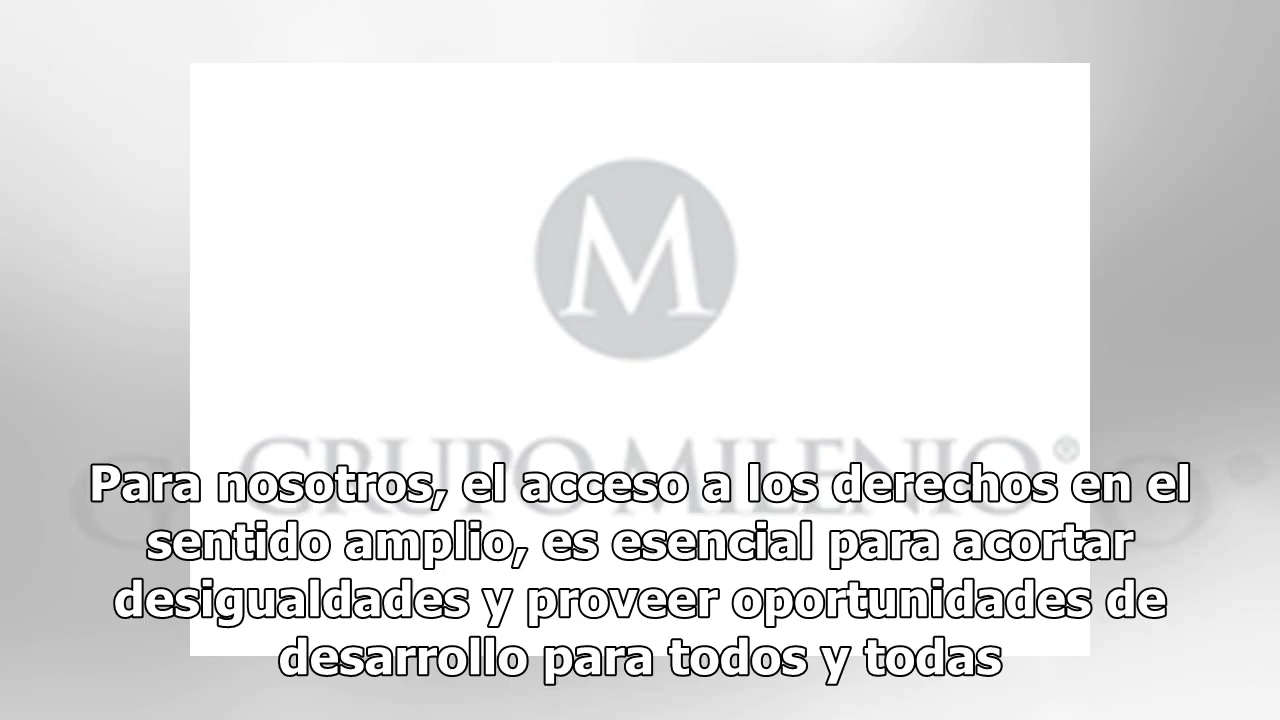 M
GRUPO MILENIO®
Para nosotros, el acceso a los derechos en el
sentido amplio, es esencial para acortar
desigualdades y proveer oportunidades de
desarrollo para todos y todas